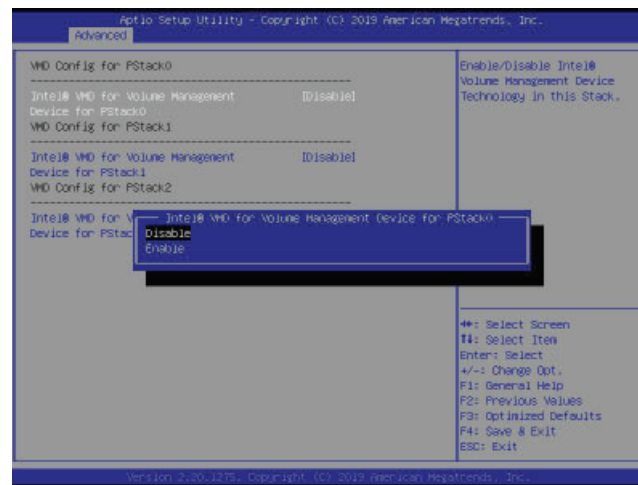 Aptio Setup Utility - Copyright (C) 2019 American Megatrends, Inc.
Advanced
VMD Config for PStack0
Intel® VMD for Volume Management [Disable]
Device for PStack0
VMD Config for PStack1
Intel® VMD for Volume Management [Disable]
Device for PStack1
VMD Config for PStack2
Intel® VMD for V
Device for PStac
Intel® VMD for Volume Management Device for PStack0
Disable
Enable
Enable/Disable Intel®
Volume Management Device
Technology in this Stack.
↔: Select Screen
↑↓: Select Item
Enter: Select
+/-: Change Opt.
F1: General Help
F2: Previous Values
F3: Optimized Defaults
F4: Save & Exit
ESC: Exit
Version 2.20.1275. Copyright (C) 2019 American Megatrends, Inc.